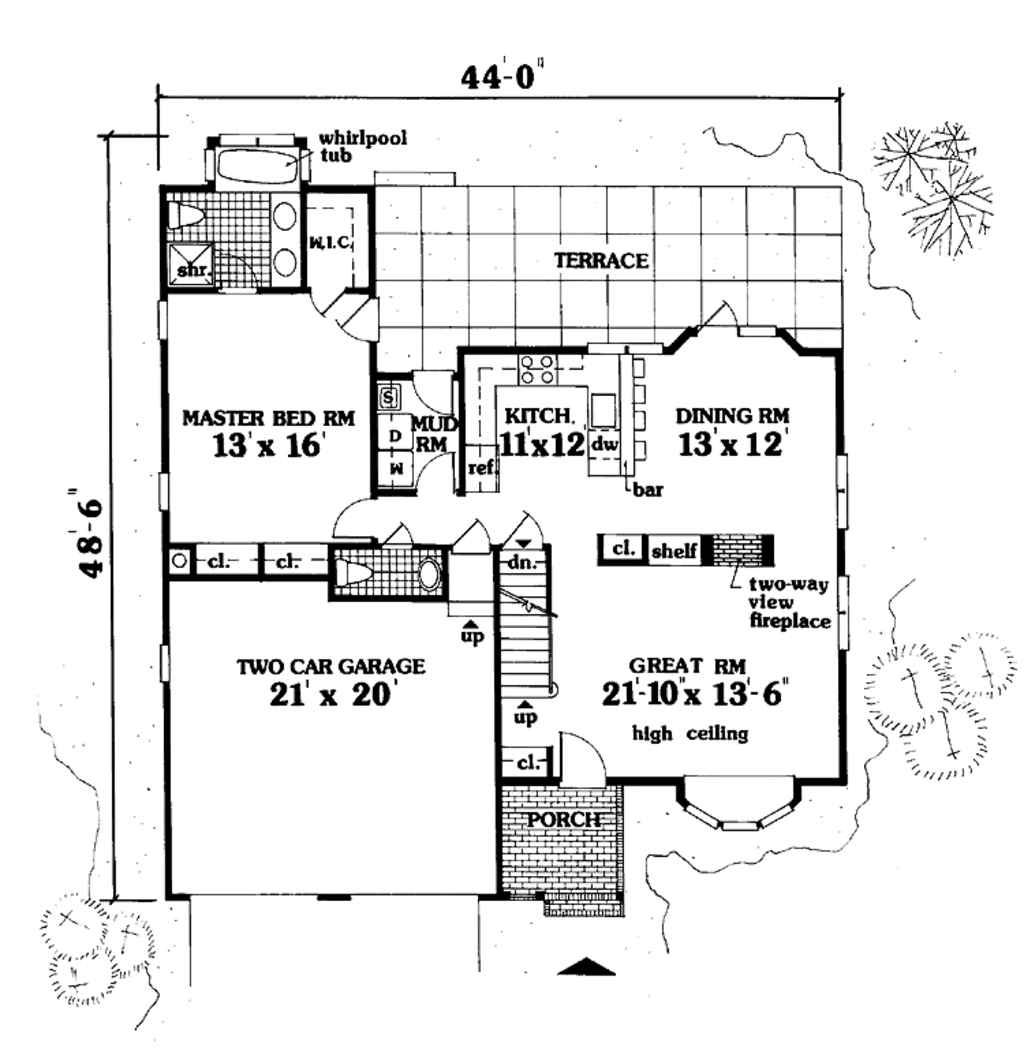 44'-0"
whirlpool
tub
W.I.C.
shr.
TERRACE
MASTER BED RM
13' x 16'
S
D
W
MUD
RM
KITCH.
11'x12'
ref.
dw
bar
DINING RM
13' x 12'
48'-6"
cl.
cl.
dn.
cl.
shelf
two-way
view
fireplace
up
TWO CAR GARAGE
21' x 20'
GREAT RM
21'-10"x 13'-6"
high ceiling
up
cl.
PORCH